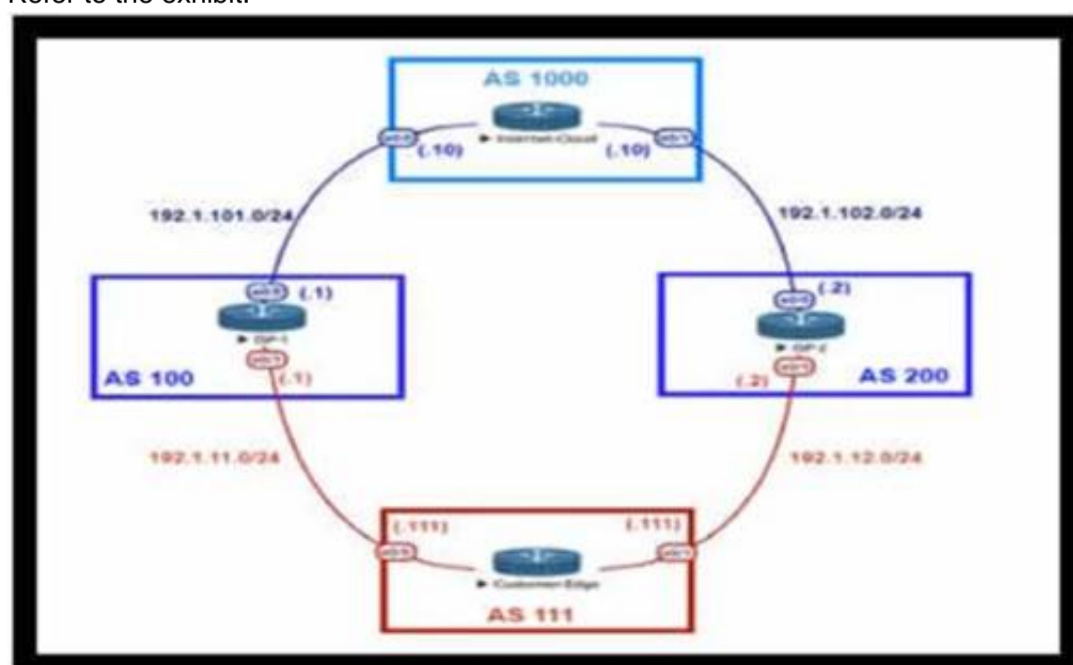 Refer to the exhibit.
AS 1000
Internet-Cloud
(.10)
(.10)
192.1.101.0/24
192.1.102.0/24
(.1)
(.2)
AS 100
(.1)
(.2)
AS 200
192.1.11.0/24
192.1.12.0/24
(.111)
(.111)
Customer-Edge
AS 111